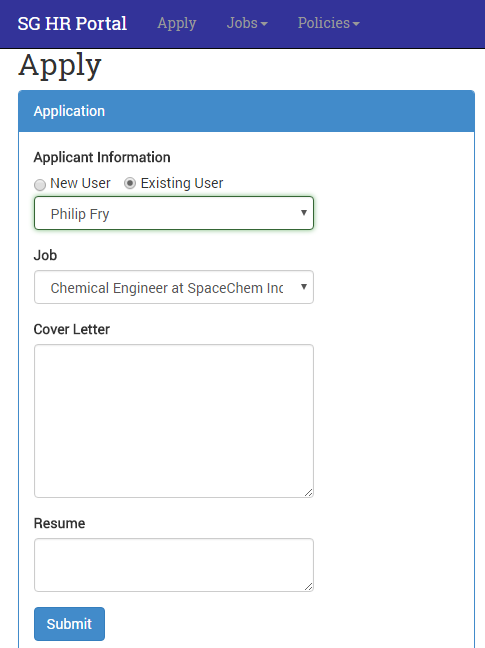 SG HR Portal Apply Jobs Policies
Apply
Application
Applicant Information
New User Existing User
Philip Fry
Job
Chemical Engineer at SpaceChem Inc
Cover Letter
Resume
Submit